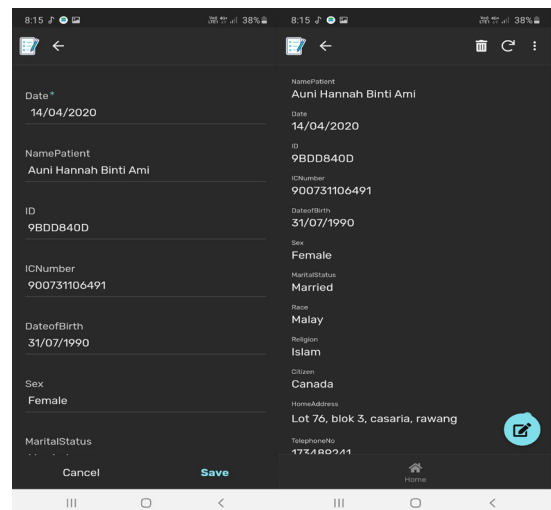 8:15
38%
Date*
14/04/2020
NamePatient
Auni Hannah Binti Ami
ID
9BDD840D
ICNumber
900731106491
DateofBirth
31/07/1990
Sex
Female
MaritalStatus
Cancel
Save
8:15
38%
NamePatient
Auni Hannah Binti Ami
Date
14/04/2020
ID
9BDD840D
ICNumber
900731106491
DateofBirth
31/07/1990
Sex
Female
MaritalStatus
Married
Race
Malay
Religion
Islam
Citizen
Canada
HomeAddress
Lot 76, blok 3, casaria, rawang
TelephoneNo
173489241
Home